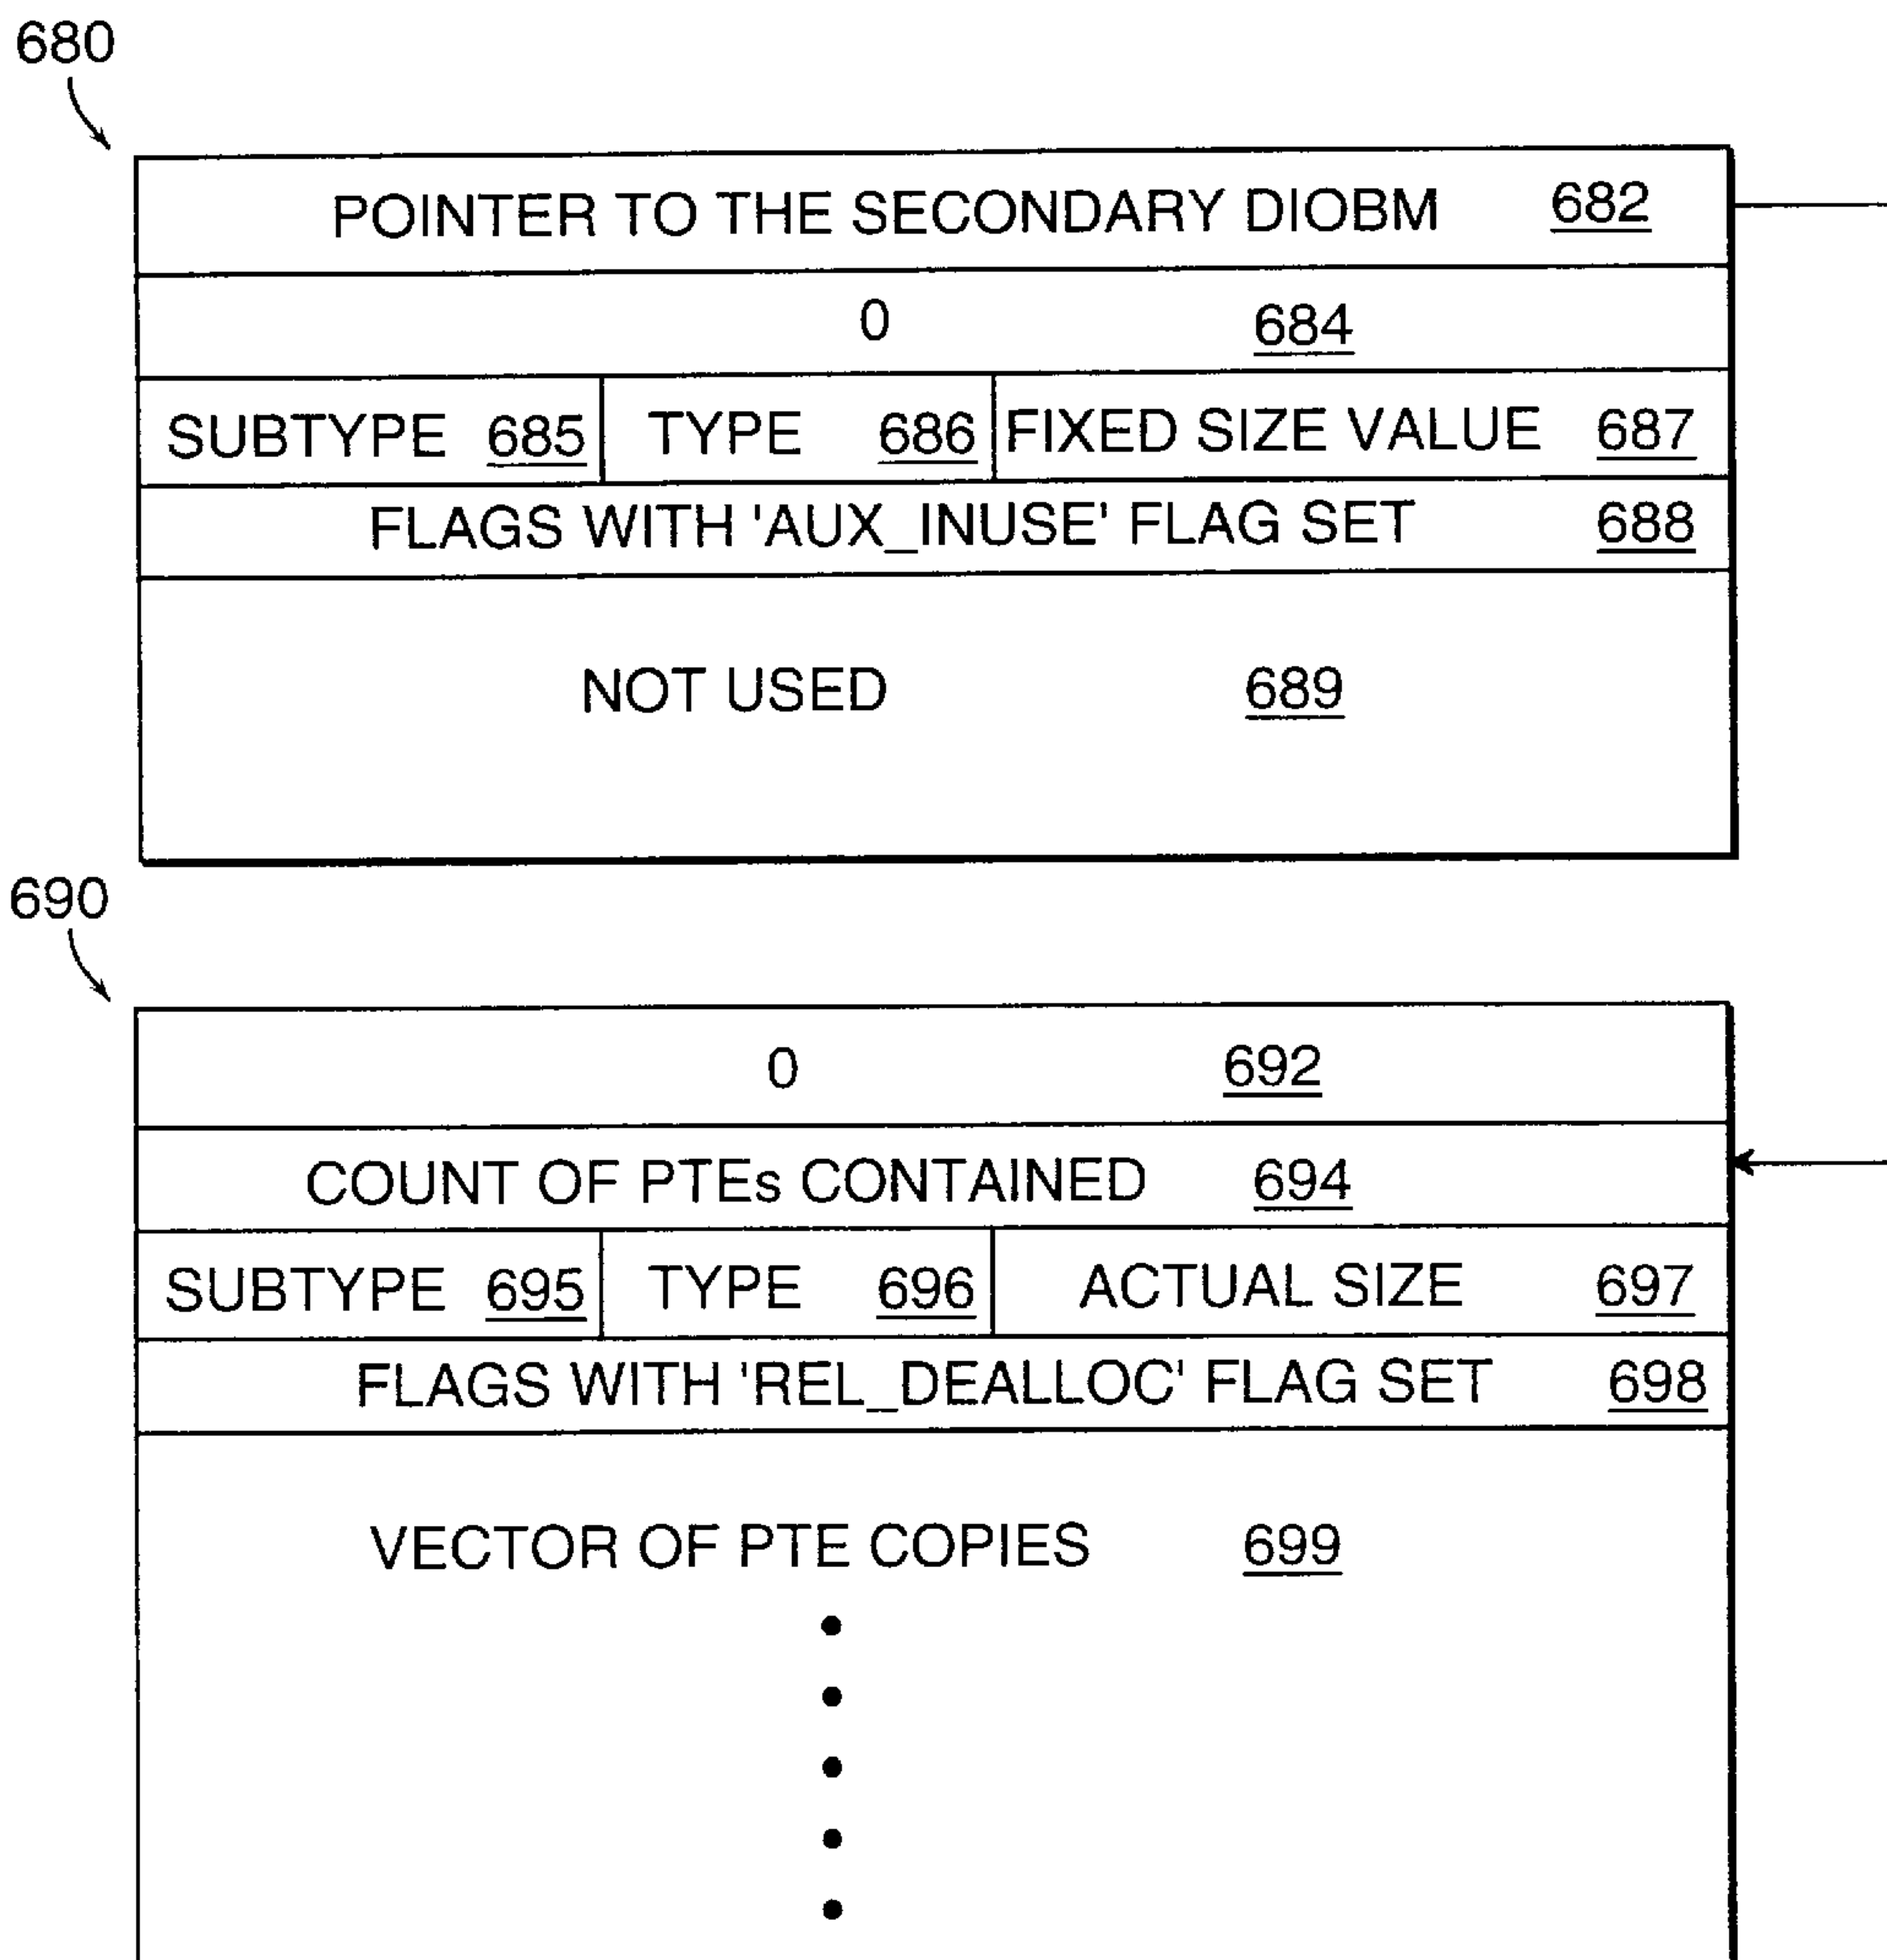 680
POINTER TO THE SECONDARY DIOBM 682
0 684
SUBTYPE 685 TYPE 686 FIXED SIZE VALUE 687
FLAGS WITH 'AUX_INUSE' FLAG SET 688
NOT USED 689
690
0 692
COUNT OF PTEs CONTAINED 694
SUBTYPE 695 TYPE 696 ACTUAL SIZE 697
FLAGS WITH 'REL_DEALLOC' FLAG SET 698
VECTOR OF PTE COPIES 699